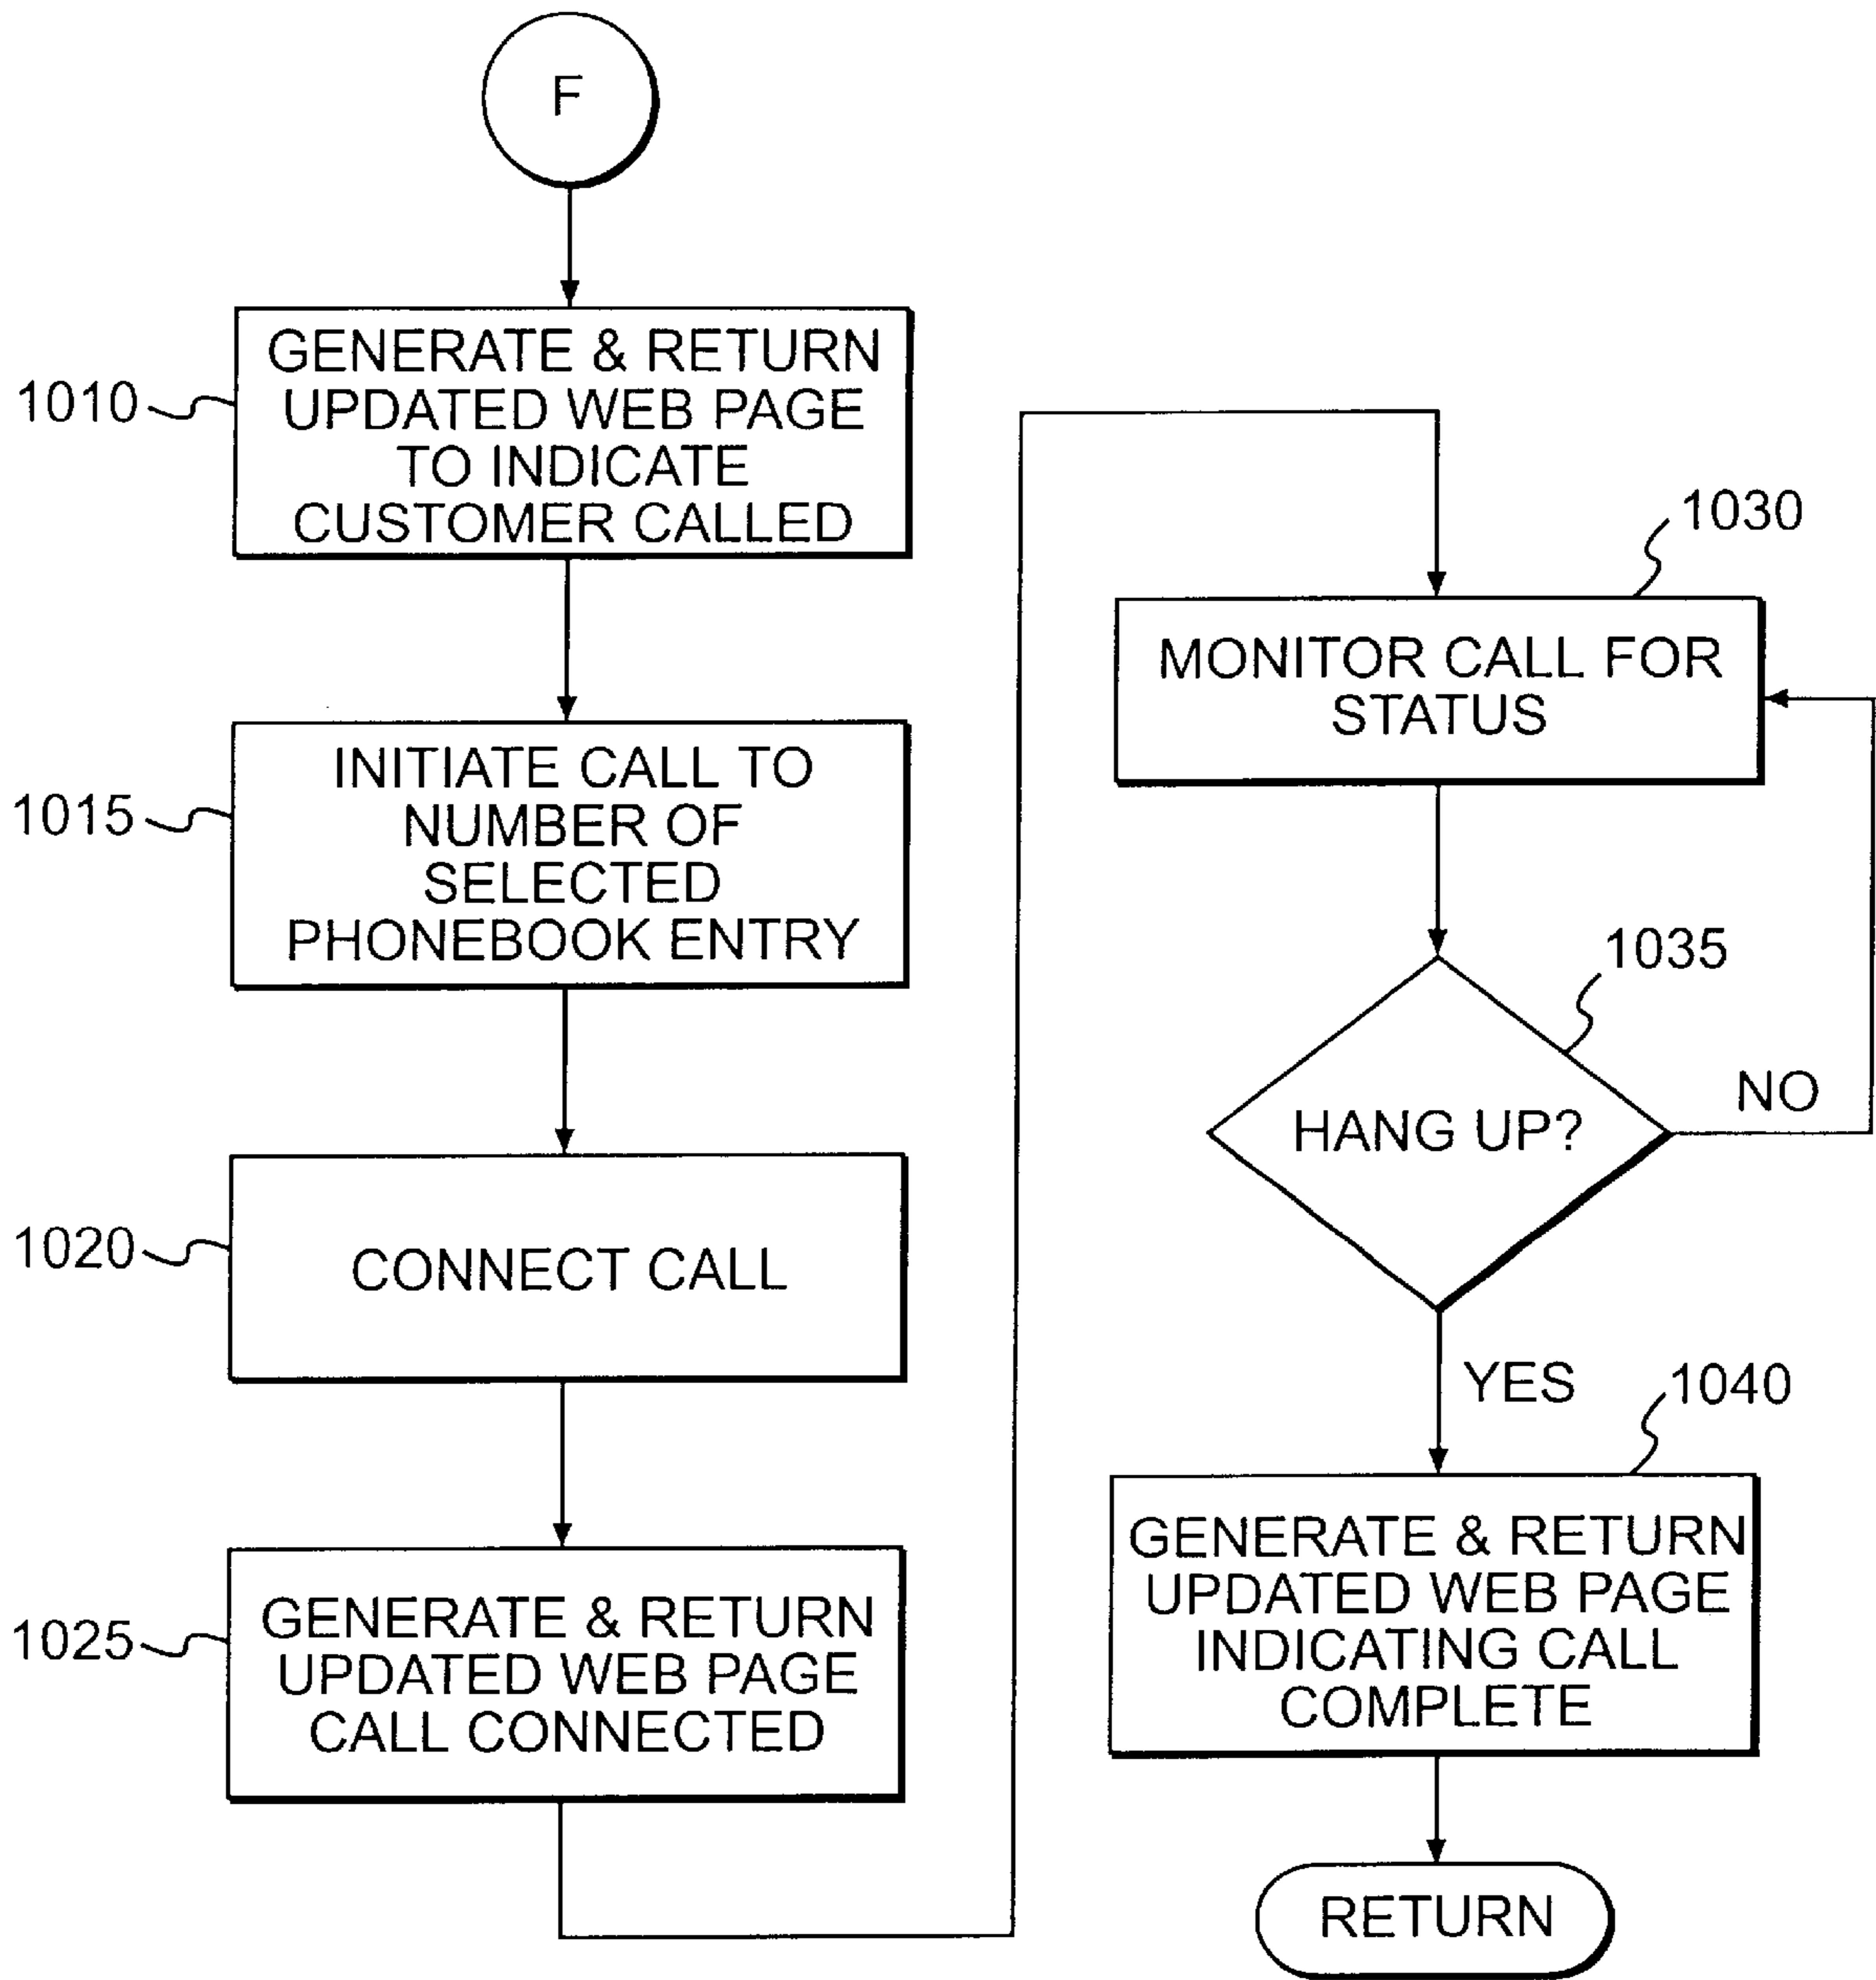 F
1010
GENERATE & RETURN
UPDATED WEB PAGE
TO INDICATE
CUSTOMER CALLED
1015
INITIATE CALL TO
NUMBER OF
SELECTED
PHONEBOOK ENTRY
1020
CONNECT CALL
1025
GENERATE & RETURN
UPDATED WEB PAGE
CALL CONNECTED
1030
MONITOR CALL FOR
STATUS
1035
HANG UP?
NO
YES
1040
GENERATE & RETURN
UPDATED WEB PAGE
INDICATING CALL
COMPLETE
RETURN